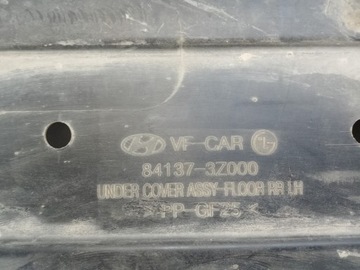 VF-CAR
84137-3Z000
UNDER COVER ASSY-FLOOR RR LH
>PP-GF25<